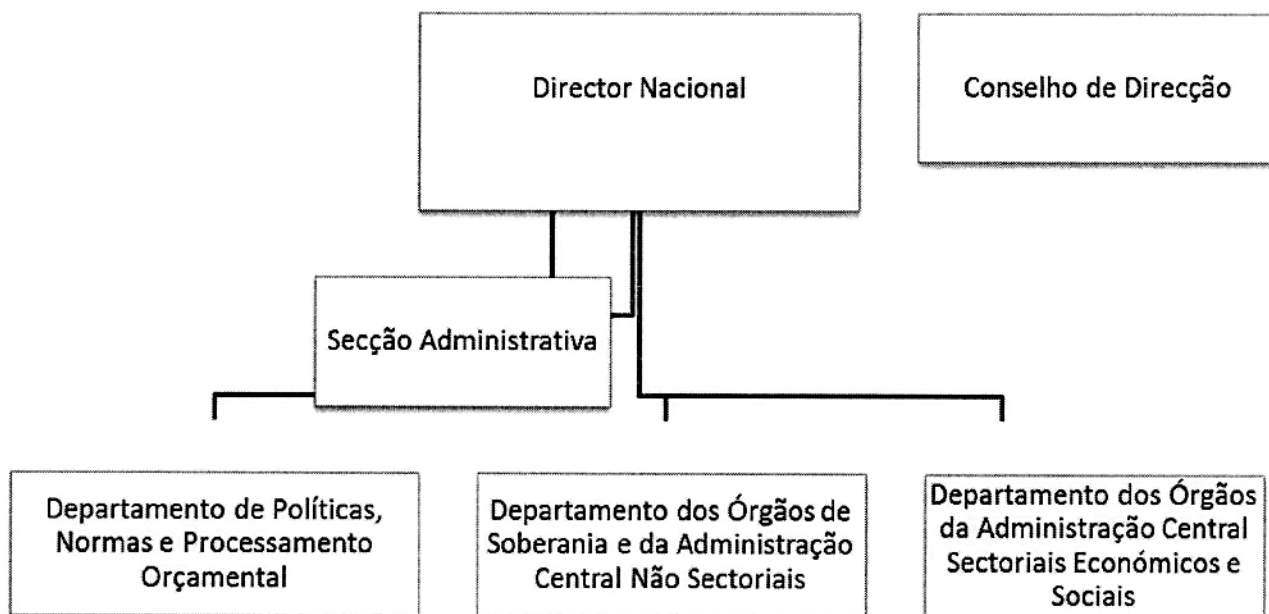 Director Nacional
Conselho de Direcção
Secção Administrativa
Departamento de Políticas,
Normas e Processamento
Orçamental
Departamento dos Órgãos de
Soberania e da Administração
Central Não Sectoriais
Departamento dos Órgãos
da Administração Central
Sectoriais Económicos e
Sociais